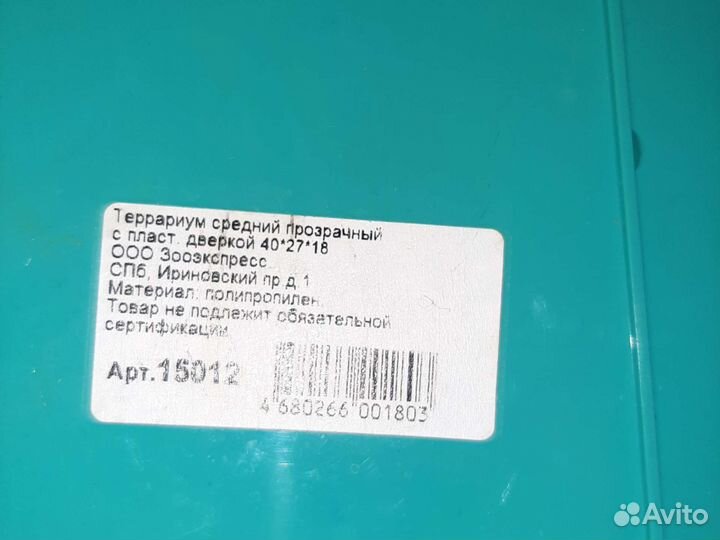 Террариум средний прозрачный
с пласт. дверкой 40*27*18
ООО Зооэкспресс
СПб, Ириновский пр.д.1
Материал: полипропилен.
Товар не подлежит обязательной
сертификации
Арт.15012
4 680266 001803
Avito